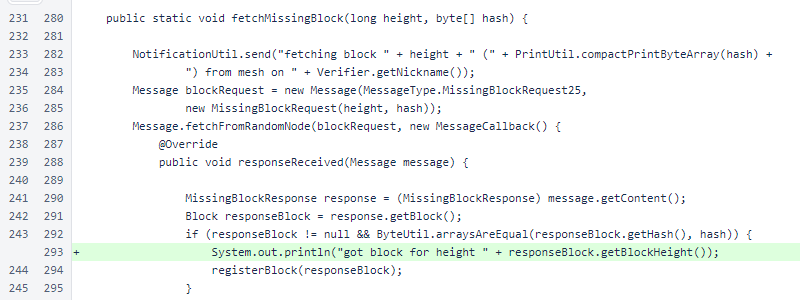 231 280 public static void fetchMissingBlock(long height, byte[] hash) {
232 281
233 282 NotificationUtil.send("fetching block " + height + " (" + PrintUtil.compactPrintByteArray(hash) +
234 283 ") from mesh on " + Verifier.getNickname());
235 284 Message blockRequest = new Message(MessageType.MissingBlockRequest25,
236 285 new MissingBlockRequest(height, hash));
237 286 Message.fetchFromRandomNode(blockRequest, new MessageCallback() {
238 287 @Override
239 288 public void responseReceived(Message message) {
240 289
241 290 MissingBlockResponse response = (MissingBlockResponse) message.getContent();
242 291 Block responseBlock = response.getBlock();
243 292 if (responseBlock != null && ByteUtil.arraysAreEqual(responseBlock.getHash(), hash)) {
293 + System.out.println("got block for height " + responseBlock.getBlockHeight());
244 294 registerBlock(responseBlock);
245 295 }